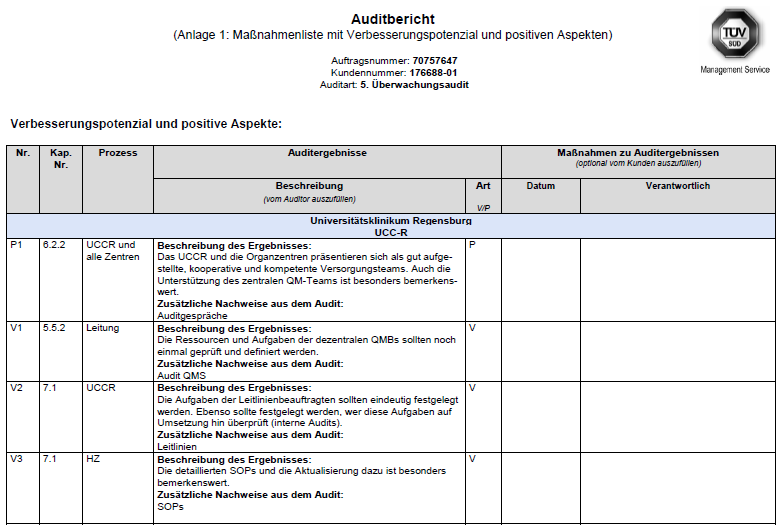 Auditbericht
(Anlage 1: Maßnahmenliste mit Verbesserungspotenzial und positiven Aspekten)
TÜV
SÜD
Management Service
Auftragsnummer: 70757647
Kundennummer: 176688-01
Auditart: 5. Überwachungsaudit
Verbesserungspotenzial und positive Aspekte:
Nr. Kap. Nr. Prozess Auditergebnisse Maßnahmen zu Auditergebnissen
(optional vom Kunden auszufüllen)
Beschreibung Art Datum Verantwortlich
(vom Auditor auszufüllen) V/P
Universitätsklinikum Regensburg
UCC-R
P1 6.2.2 UCCR und alle Zentren Beschreibung des Ergebnisses: P
Das UCCR und die Organzentren präsentieren sich als gut aufge-
stellte, kooperative und kompetente Versorgungsteams. Auch die
Unterstützung des zentralen QM-Teams ist besonders bemerkens-
wert.
Zusätzliche Nachweise aus dem Audit:
Auditgespräche
V1 5.5.2 Leitung Beschreibung des Ergebnisses: V
Die Ressourcen und Aufgaben der dezentralen QMBs sollten noch
einmal geprüft und definiert werden.
Zusätzliche Nachweise aus dem Audit:
Audit QMS
V2 7.1 UCCR Beschreibung des Ergebnisses: V
Die Aufgaben der Leitlinienbeauftragten sollten eindeutig festgelegt
werden. Ebenso sollte festgelegt werden, wer diese Aufgaben auf
Umsetzung hin überprüft (interne Audits).
Zusätzliche Nachweise aus dem Audit:
Leitlinien
V3 7.1 HZ Beschreibung des Ergebnisses: V
Die detaillierten SOPs und die Aktualisierung dazu ist besonders
bemerkenswert.
Zusätzliche Nachweise aus dem Audit:
SOPs